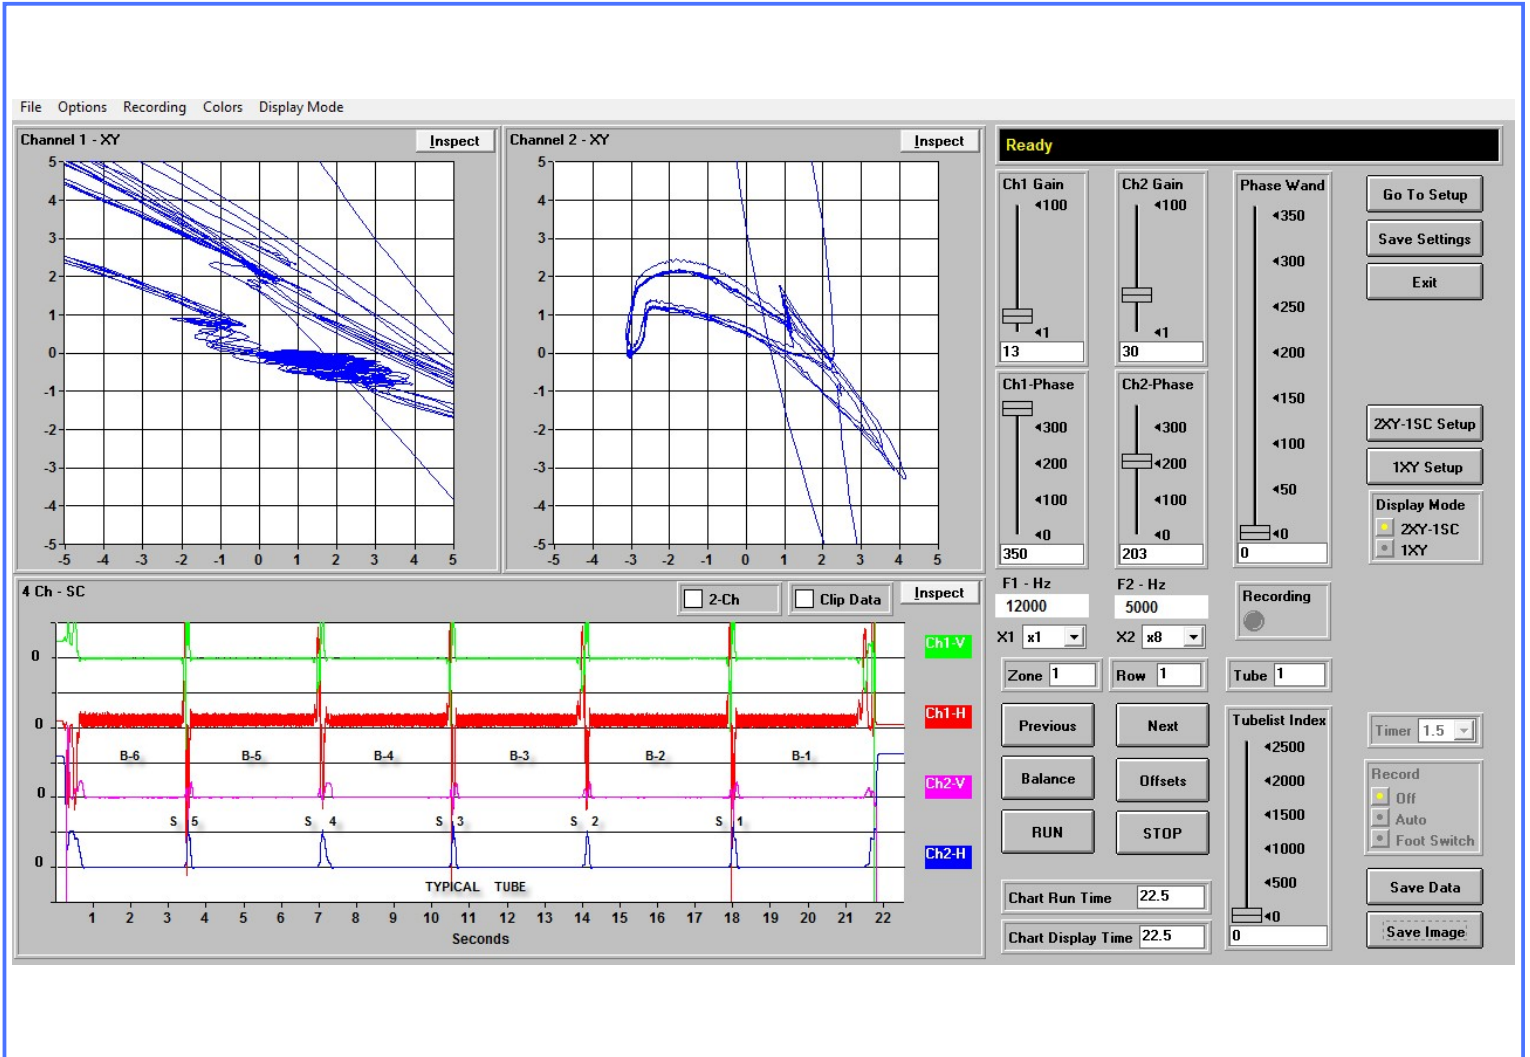 File Options Recording Colors Display Mode
Channel 1 - XY
Inspect
5
4
3
2
1
0
-1
-2
-3
-4
-5
-5 -4 -3 -2 -1 0 1 2 3 4 5
Channel 2 - XY
Inspect
5
4
3
2
1
0
-1
-2
-3
-4
-5
-5 -4 -3 -2 -1 0 1 2 3 4 5
4 Ch - SC
2-Ch
Clip Data
Inspect
0
0
0
0
Ch1-V
Ch1-H
Ch2-V
Ch2-H
B-6 B-5 B-4 B-3 B-2 B-1
S 5 S 4 S 3 S 2 S 1
TYPICAL TUBE
1 2 3 4 5 6 7 8 9 10 11 12 13 14 15 16 17 18 19 20 21 22
Seconds
Ready
Ch1 Gain
100
1
13
Ch2 Gain
100
1
30
Phase Wand
350
300
250
200
150
100
50
0
0
Ch1-Phase
300
200
100
0
350
Ch2-Phase
300
200
100
0
203
Go To Setup
Save Settings
Exit
2XY-1SC Setup
1XY Setup
Display Mode
2XY-1SC
1XY
F1 - Hz
12000
F2 - Hz
5000
X1 x1
X2 x8
Recording
Zone 1
Row 1
Tube 1
Previous
Next
Balance
Offsets
RUN
STOP
Chart Run Time 22.5
Chart Display Time 22.5
Tubelist Index
2500
2000
1500
1000
500
0
0
Timer 1.5
Record
Off
Auto
Foot Switch
Save Data
Save Image